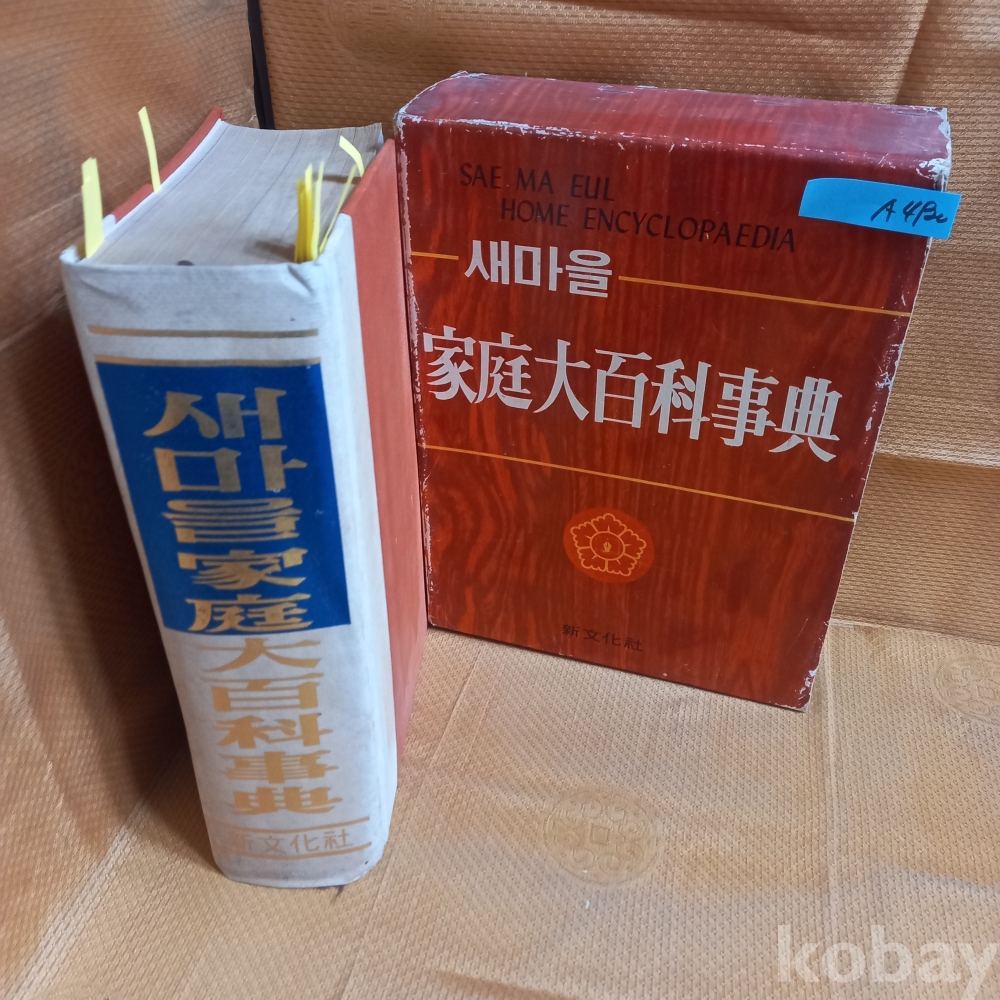 새마을家庭大百科事典
新文化社
SAE MA EUL
HOME ENCYCLOPAEDIA
새마을
家庭大百科事典
新文化社
kobay